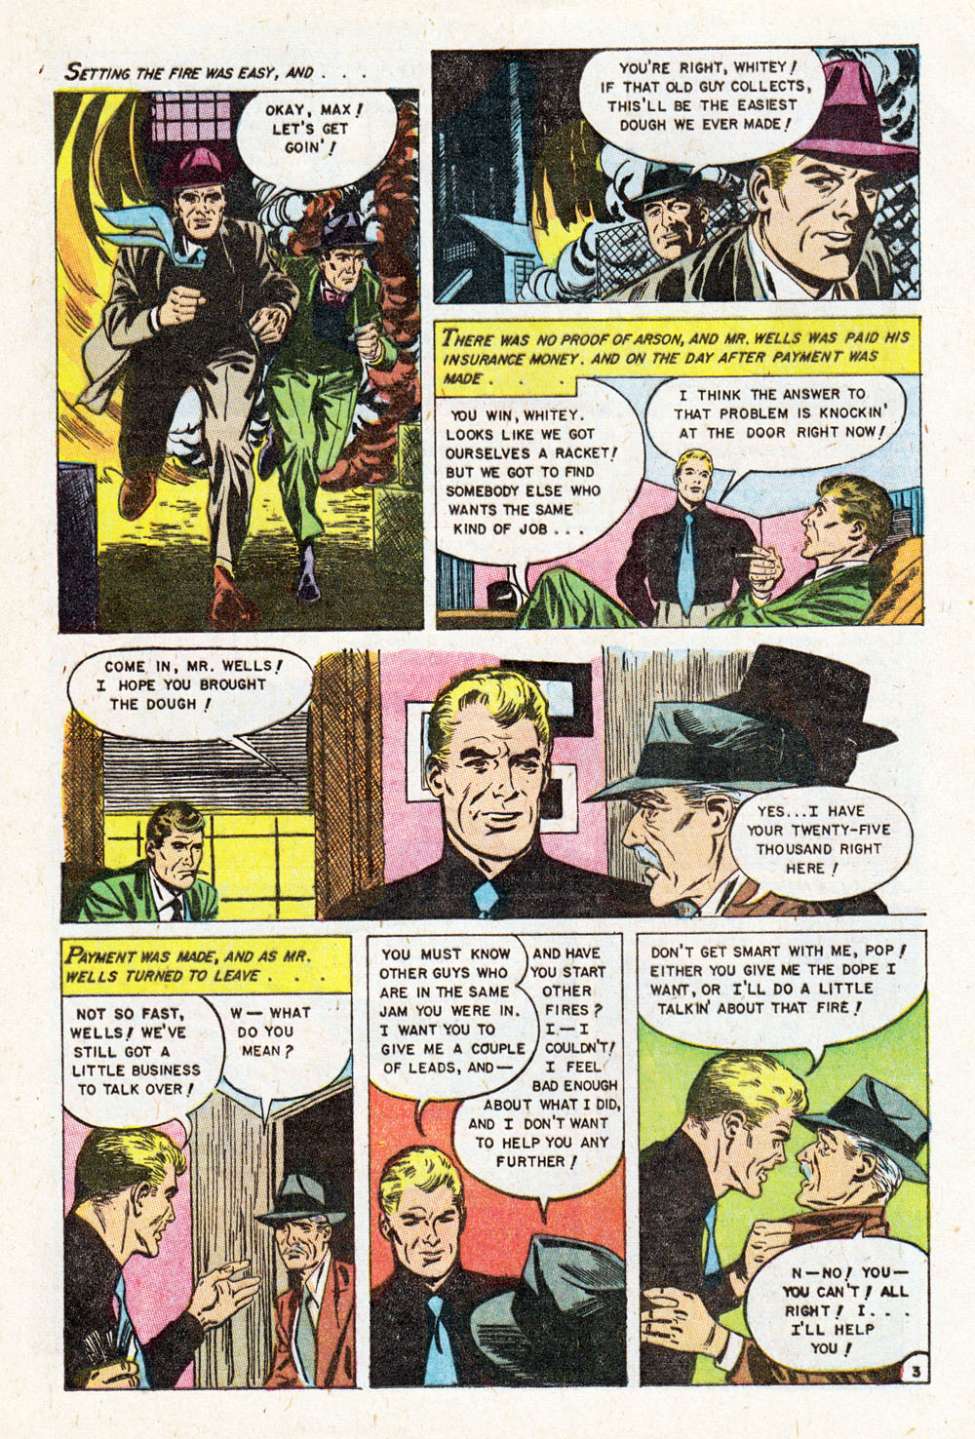 SETTING THE FIRE WAS EASY, AND . . .
OKAY, MAX!
LET'S GET
GOIN'!
YOU'RE RIGHT, WHITEY!
IF THAT OLD GUY COLLECTS,
THIS'LL BE THE EASIEST
DOUGH WE EVER MADE!
THERE WAS NO PROOF OF ARSON, AND MR. WELLS WAS PAID HIS
INSURANCE MONEY. AND ON THE DAY AFTER PAYMENT WAS
MADE . . .
YOU WIN, WHITEY.
LOOKS LIKE WE GOT
OURSELVES A RACKET!
BUT WE GOT TO FIND
SOMEBODY ELSE WHO
WANTS THE SAME
KIND OF JOB . . .
I THINK THE ANSWER TO
THAT PROBLEM IS KNOCKIN'
AT THE DOOR RIGHT NOW!
COME IN, MR. WELLS!
I HOPE YOU BROUGHT
THE DOUGH!
YES...I HAVE
YOUR TWENTY-FIVE
THOUSAND RIGHT
HERE!
PAYMENT WAS MADE, AND AS MR.
WELLS TURNED TO LEAVE . . . .
NOT SO FAST,
WELLS! WE'VE
STILL GOT A
LITTLE BUSINESS
TO TALK OVER!
W—WHAT
DO YOU
MEAN?
YOU MUST KNOW
OTHER GUYS WHO
ARE IN THE SAME
JAM YOU WERE IN.
I WANT YOU TO
GIVE ME A COUPLE
OF LEADS, AND—
AND HAVE
YOU START
OTHER
FIRES?
I—I
COULDN'T!
I FEEL
BAD ENOUGH
ABOUT WHAT I DID,
AND I DON'T WANT
TO HELP YOU ANY
FURTHER!
DON'T GET SMART WITH ME, POP!
EITHER YOU GIVE ME THE DOPE I
WANT, OR I'LL DO A LITTLE
TALKIN' ABOUT THAT FIRE!
N—NO! YOU—
YOU CAN'T! ALL
RIGHT! I . . .
I'LL HELP
YOU!
3